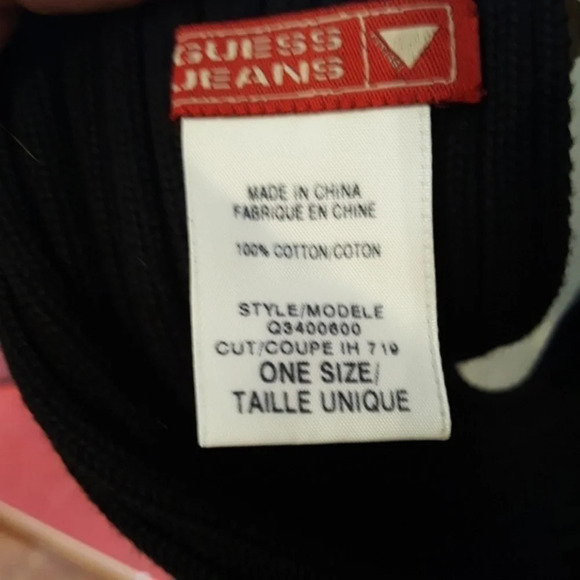 GUESS
JEANS
MADE IN CHINA
FABRIQUE EN CHINE
100% COTTON/COTON
STYLE/MODELE
Q3400600
CUT/COUPE IH 719
ONE SIZE/
TAILLE UNIQUE